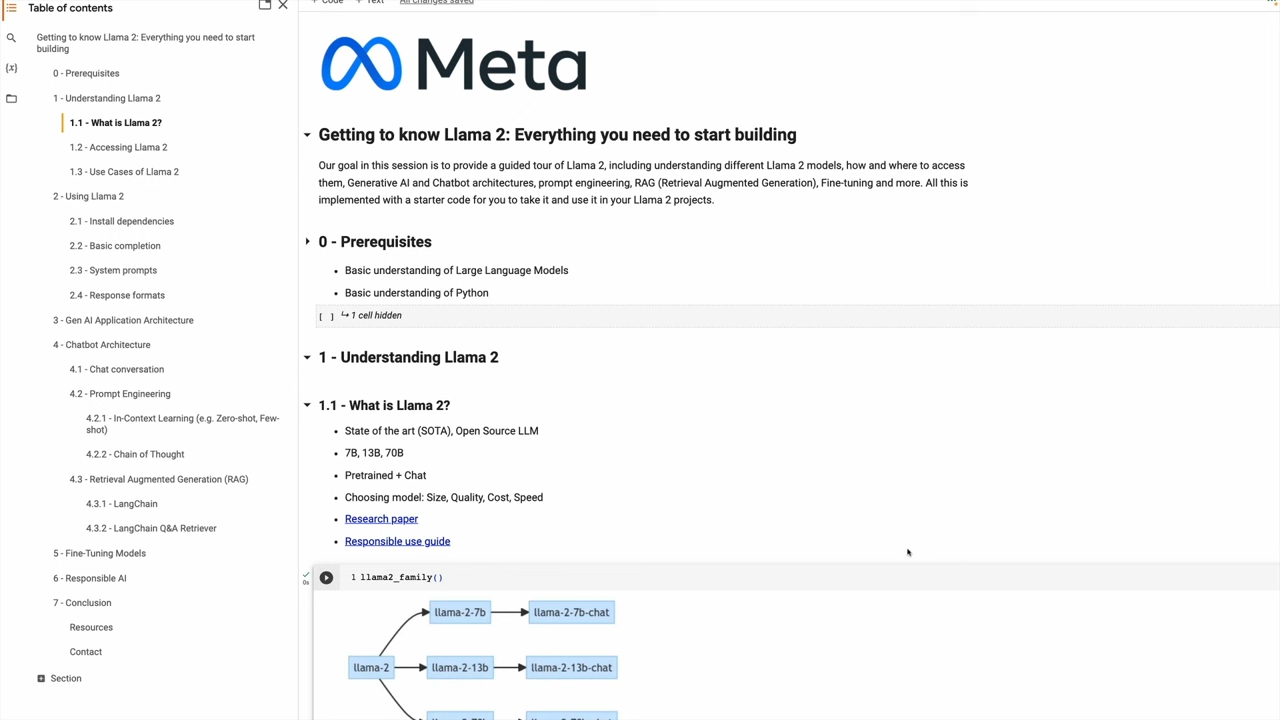 Table of contents
Getting to know Llama 2: Everything you need to start
building
0 - Prerequisites
1 - Understanding Llama 2
1.1 - What is Llama 2?
1.2 - Accessing Llama 2
1.3 - Use Cases of Llama 2
2 - Using Llama 2
2.1 - Install dependencies
2.2 - Basic completion
2.3 - System prompts
2.4 - Response formats
3 - Gen AI Application Architecture
4 - Chatbot Architecture
4.1 - Chat conversation
4.2 - Prompt Engineering
4.2.1 - In-Context Learning (e.g. Zero-shot, Few-
shot)
4.2.2 - Chain of Thought
4.3 - Retrieval Augmented Generation (RAG)
4.3.1 - LangChain
4.3.2 - LangChain Q&A Retriever
5 - Fine-Tuning Models
6 - Responsible AI
7 - Conclusion
Resources
Contact
Section
+ Code + Text All changes saved
Meta
Getting to know Llama 2: Everything you need to start building
Our goal in this session is to provide a guided tour of Llama 2, including understanding different Llama 2 models, how and where to access
them, Generative AI and Chatbot architectures, prompt engineering, RAG (Retrieval Augmented Generation), Fine-tuning and more. All this is
implemented with a starter code for you to take it and use it in your Llama 2 projects.
0 - Prerequisites
• Basic understanding of Large Language Models
• Basic understanding of Python
[ ] ↳ 1 cell hidden
1 - Understanding Llama 2
1.1 - What is Llama 2?
• State of the art (SOTA), Open Source LLM
• 7B, 13B, 70B
• Pretrained + Chat
• Choosing model: Size, Quality, Cost, Speed
• Research paper
• Responsible use guide
0s
1 llama2_family()
llama-2-7b llama-2-7b-chat
llama-2 llama-2-13b llama-2-13b-chat